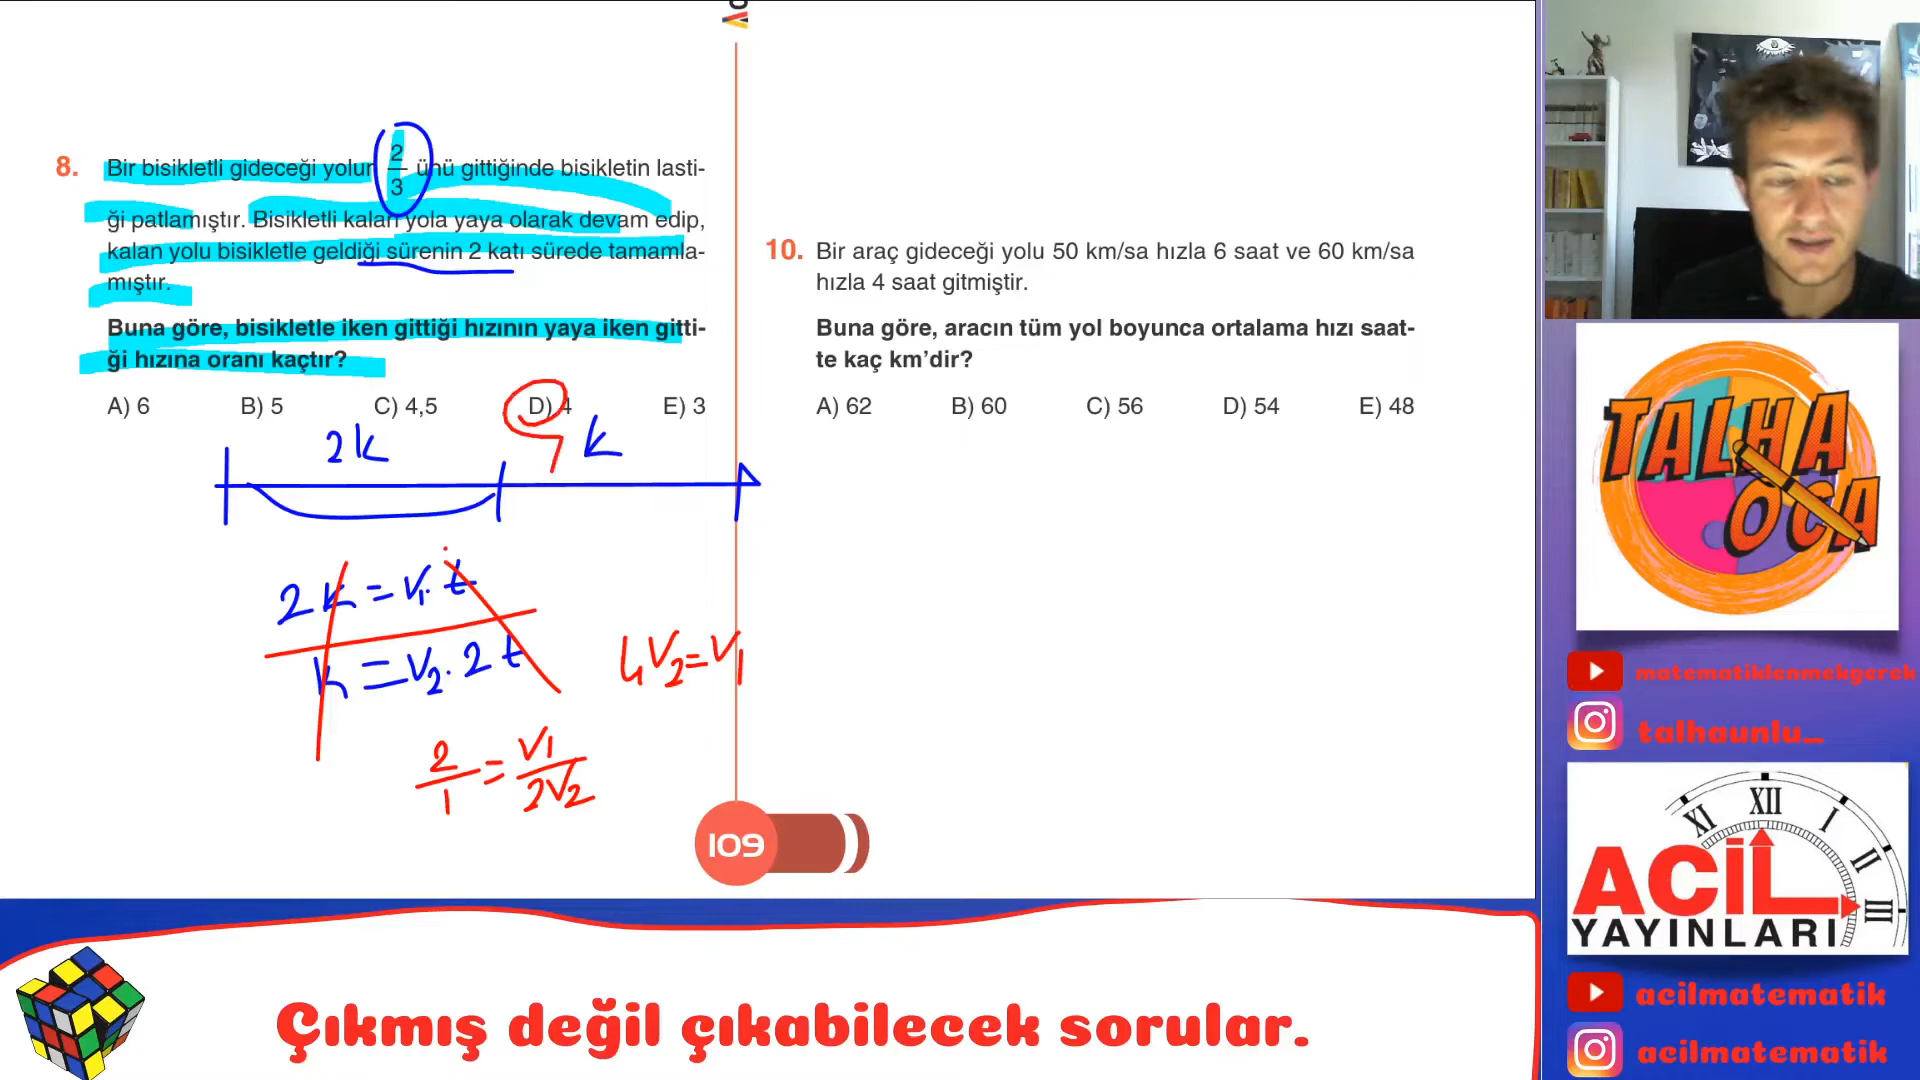 8. Bir bisikletli gideceği yolun 2/3 ünü gittiğinde bisikletin lasti-
ği patlamıştır. Bisikletli kalan yola yaya olarak devam edip,
kalan yolu bisikletle geldiği sürenin 2 katı sürede tamamla-
mıştır.
Buna göre, bisikletle iken gittiği hızının yaya iken gitti-
ği hızına oranı kaçtır?
A) 6 B) 5 C) 4,5 D) 4 E) 3
2k k
2k = V1 . t
k = V2 . 2t
4V2 = V1
2/1 = V1/2V2
10. Bir araç gideceği yolu 50 km/sa hızla 6 saat ve 60 km/sa
hızla 4 saat gitmiştir.
Buna göre, aracın tüm yol boyunca ortalama hızı saat-
te kaç km'dir?
A) 62 B) 60 C) 56 D) 54 E) 48
109
Çıkmış değil çıkabilecek sorular.
TALHA
OCA
matematiklenmekgerek
talhaunlu_
XI XII I II III
ACİL
YAYINLARI
acilmatematik
acilmatematik